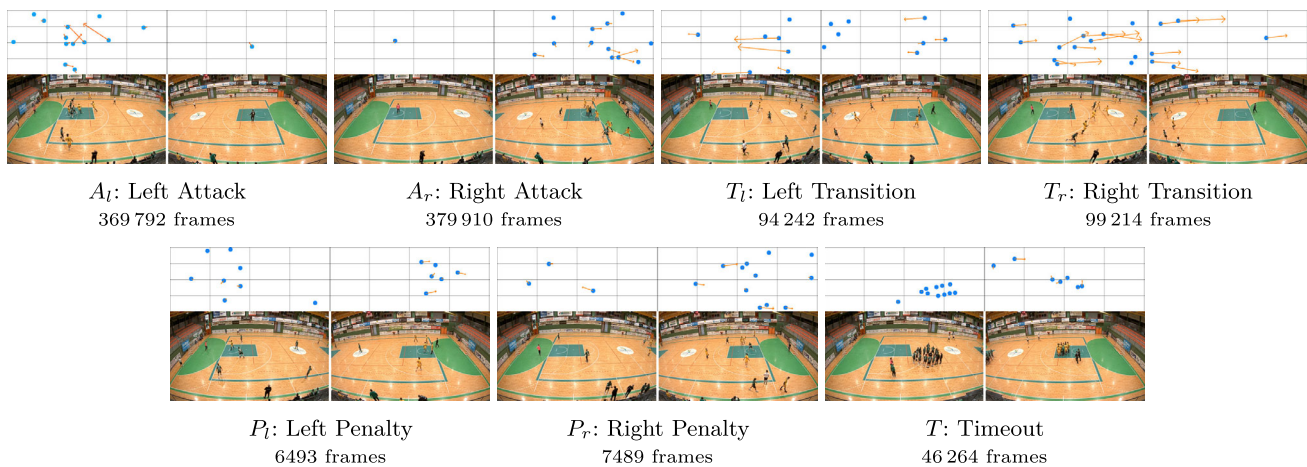 A_l: Left Attack
369 792 frames
A_r: Right Attack
379 910 frames
T_l: Left Transition
94 242 frames
T_r: Right Transition
99 214 frames
P_l: Left Penalty
6493 frames
P_r: Right Penalty
7489 frames
T: Timeout
46 264 frames